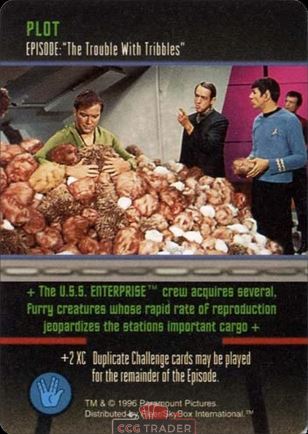 PLOT
EPISODE: "The Trouble With Tribbles"
+ The U.S.S. ENTERPRISE™ crew acquires several,
furry creatures whose rapid rate of reproduction
jeopardizes the stations important cargo +
+2 XC Duplicate Challenge cards may be played
for the remainder of the Episode.
TM & © 1996 Paramount Pictures
Distributed by Fleer/SkyBox International.™
CCG TRADER